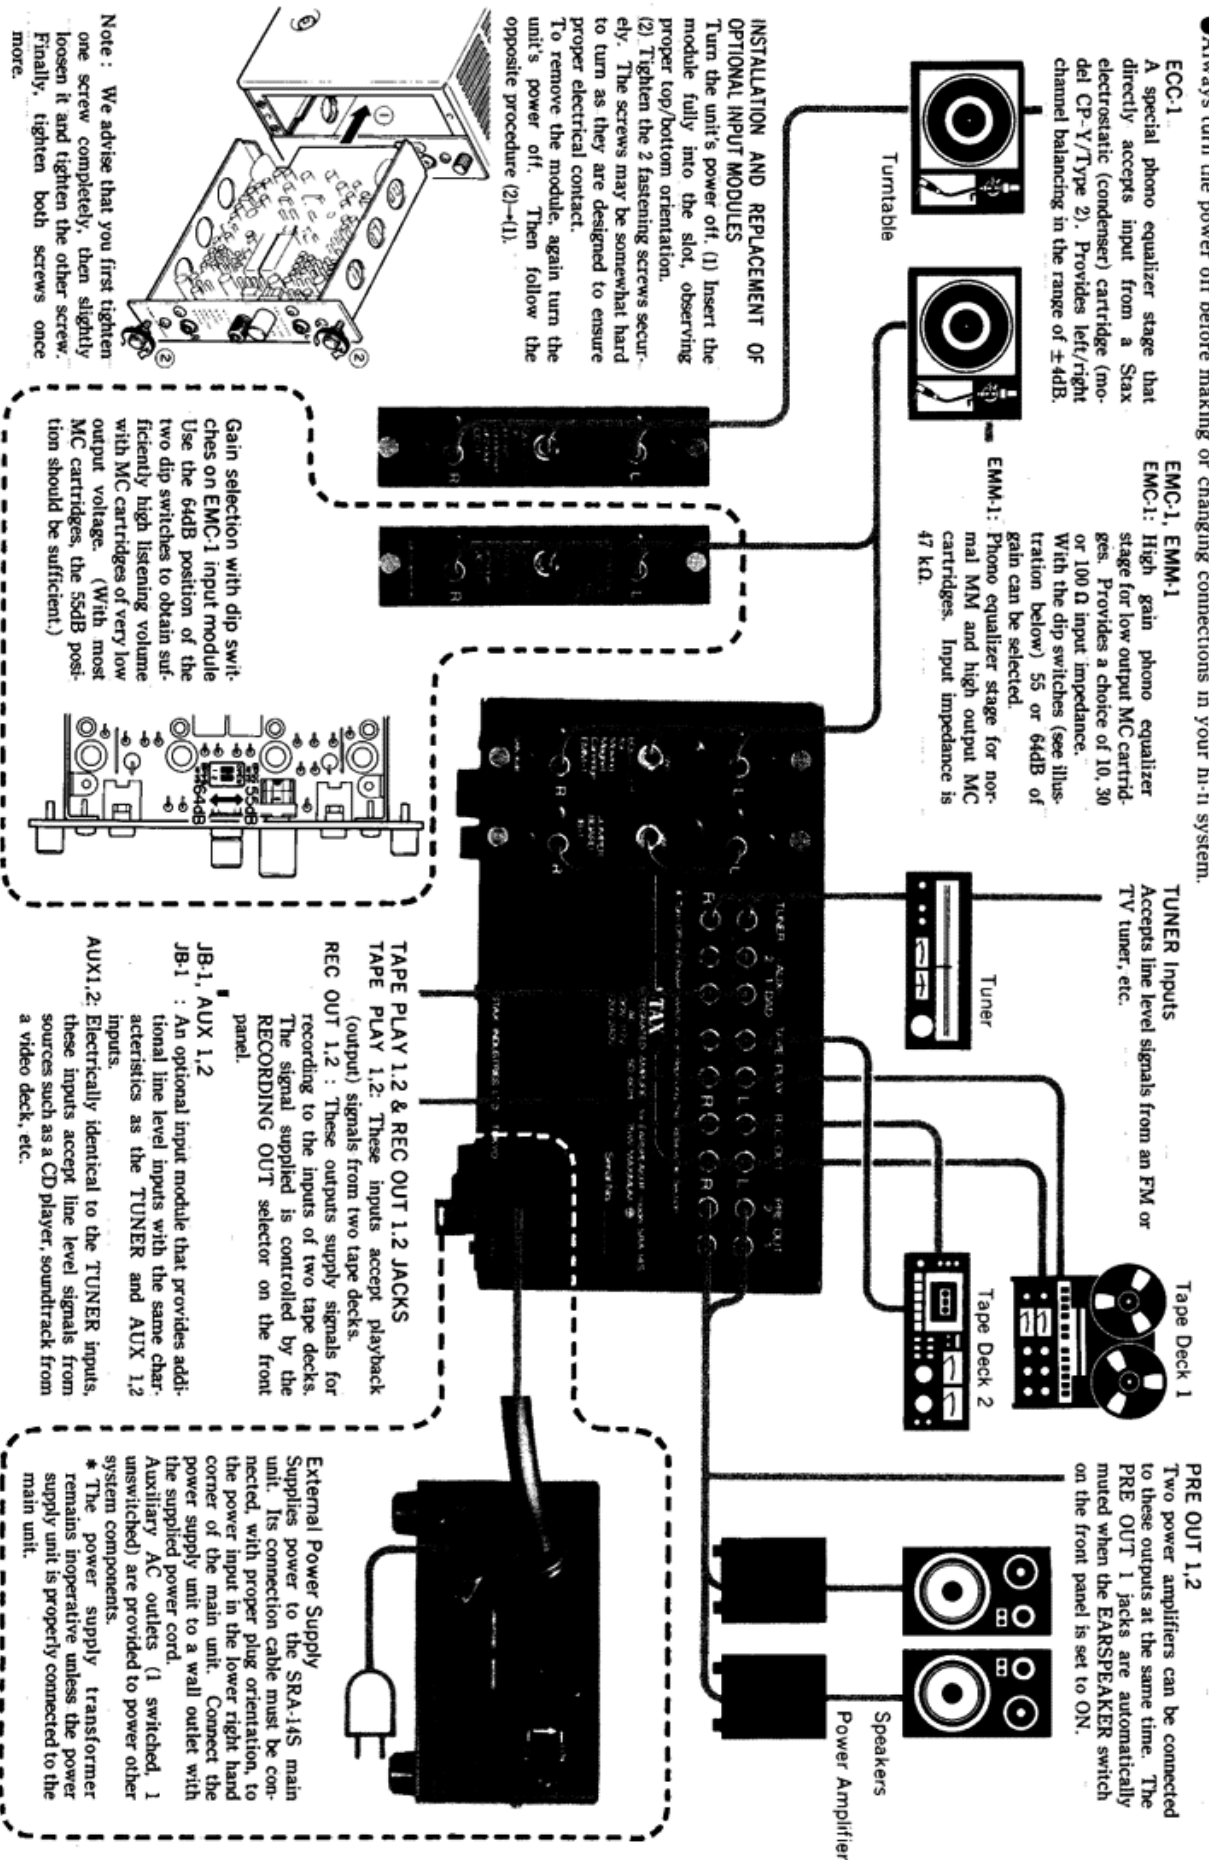 ●Always turn the power off before making or changing connections in your hi-fi system.
ECC-1
A special phono equalizer stage that
directly accepts input from a Stax
electrostatic (condenser) cartridge (mo-
del CP-Y/Type 2). Provides left/right
channel balancing in the range of ±4dB.
EMC-1, EMM-1
EMC-1: High gain phono equalizer
stage for low output MC cartrid-
ges. Provides a choice of 10, 30
or 100 Ω input impedance.
With the dip switches (see illus-
tration below) 55 or 64dB of
gain can be selected.
EMM-1: Phono equalizer stage for nor-
mal MM and high output MC
cartridges. Input impedance is
47 kΩ.
TUNER Inputs
Accepts line level signals from an FM or
TV tuner, etc.
PRE OUT 1,2
Two power amplifiers can be connected
to these outputs at the same time. The
PRE OUT 1 jacks are automatically
muted when the EARSPEAKER switch
on the front panel is set to ON.
Turntable
Tuner
Tape Deck 1
Tape Deck 2
Speakers
Power Amplifier
INSTALLATION AND REPLACEMENT OF
OPTIONAL INPUT MODULES
Turn the unit's power off. (1) Insert the
module fully into the slot, observing
proper top/bottom orientation.
(2) Tighten the 2 fastening screws secur-
ely. The screws may be somewhat hard
to turn as they are designed to ensure
proper electrical contact.
To remove the module, again turn the
unit's power off. Then follow the
opposite procedure (2)→(1).
①
②
②
Note : We advise that you first tighten
one screw completely, then slightly
loosen it and tighten the other screw.
Finally, tighten both screws once
more.
L
R
L
R
L
L
R
R
TUNER
AUX
2
TAPE PLAY
REC OUT
PRE OUT
R
L
R
L
R
STAX INDUSTRIES LTD
Serial No.
Gain selection with dip swit-
ches on EMC-1 input module
Use the 64dB position of the
two dip switches to obtain suf-
ficiently high listening volume
with MC cartridges of very low
output voltage. (With most
MC cartridges, the 55dB posi-
tion should be sufficient.)
55dB
64dB
TAPE PLAY 1.2 & REC OUT 1.2 JACKS
TAPE PLAY 1.2: These inputs accept playback
(output) signals from two tape decks.
REC OUT 1.2 : These outputs supply signals for
recording to the inputs of two tape decks.
The signal supplied is controlled by the
RECORDING OUT selector on the front
panel.
JB-1, AUX 1,2
JB-1 : An optional input module that provides addi-
tional line level inputs with the same char-
acteristics as the TUNER and AUX 1,2
inputs.
AUX1,2: Electrically identical to the TUNER inputs,
these inputs accept line level signals from
sources such as a CD player, soundtrack from
a video deck, etc.
External Power Supply
Supplies power to the SRA-14S main
unit. Its connection cable must be con-
nected, with proper plug orientation, to
the power input in the lower right hand
corner of the main unit. Connect the
power supply unit to a wall outlet with
the supplied power cord.
Auxiliary AC outlets (1 switched, 1
unswitched) are provided to power other
system components.
* The power supply transformer
remains inoperative unless the power
supply unit is properly connected to the
main unit.